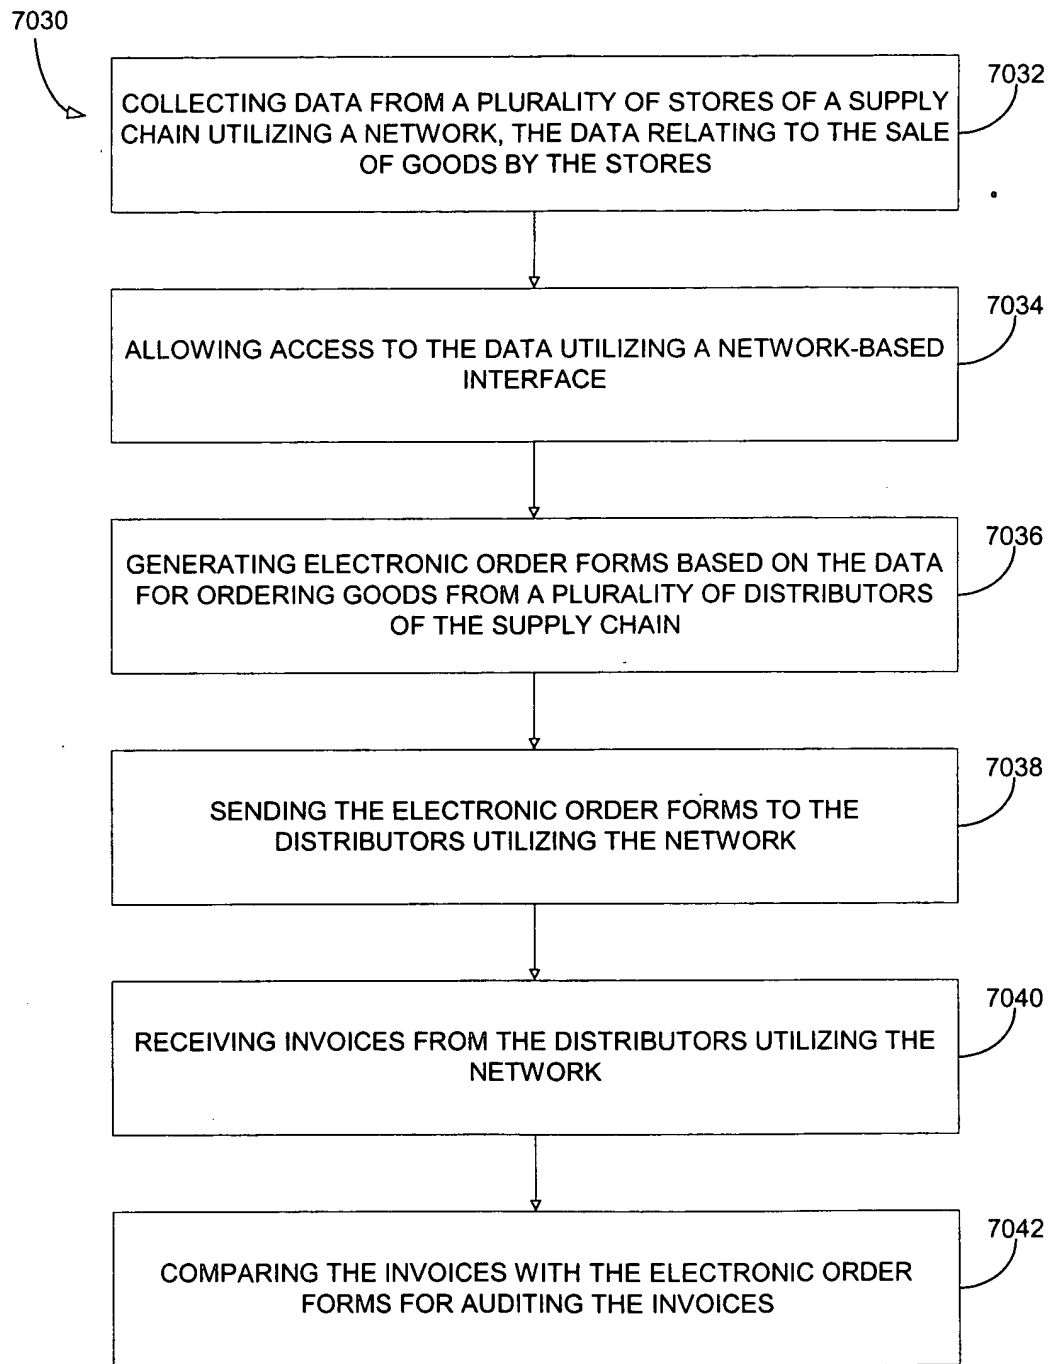 7030
7032
COLLECTING DATA FROM A PLURALITY OF STORES OF A SUPPLY
CHAIN UTILIZING A NETWORK, THE DATA RELATING TO THE SALE
OF GOODS BY THE STORES
7034
ALLOWING ACCESS TO THE DATA UTILIZING A NETWORK-BASED
INTERFACE
7036
GENERATING ELECTRONIC ORDER FORMS BASED ON THE DATA
FOR ORDERING GOODS FROM A PLURALITY OF DISTRIBUTORS
OF THE SUPPLY CHAIN
7038
SENDING THE ELECTRONIC ORDER FORMS TO THE
DISTRIBUTORS UTILIZING THE NETWORK
7040
RECEIVING INVOICES FROM THE DISTRIBUTORS UTILIZING THE
NETWORK
7042
COMPARING THE INVOICES WITH THE ELECTRONIC ORDER
FORMS FOR AUDITING THE INVOICES